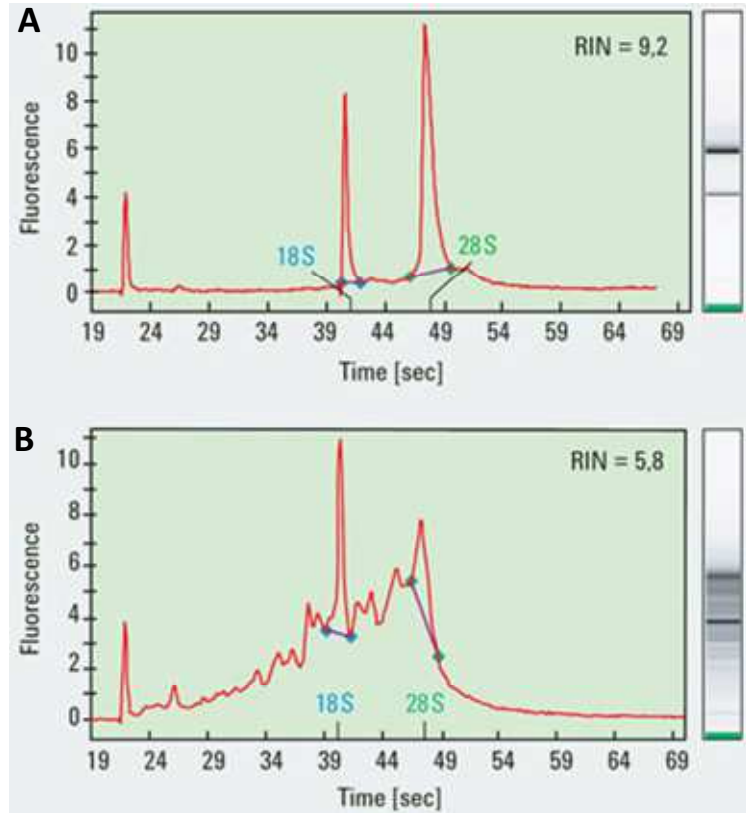 A
RIN = 9,2
Fluorescence
10
8
6
4
2
0
18S
28S
19 24 29 34 39 44 49 54 59 64 69
Time [sec]
B
RIN = 5,8
Fluorescence
10
8
6
4
2
0
18S
28S
19 24 29 34 39 44 49 54 59 64 69
Time [sec]